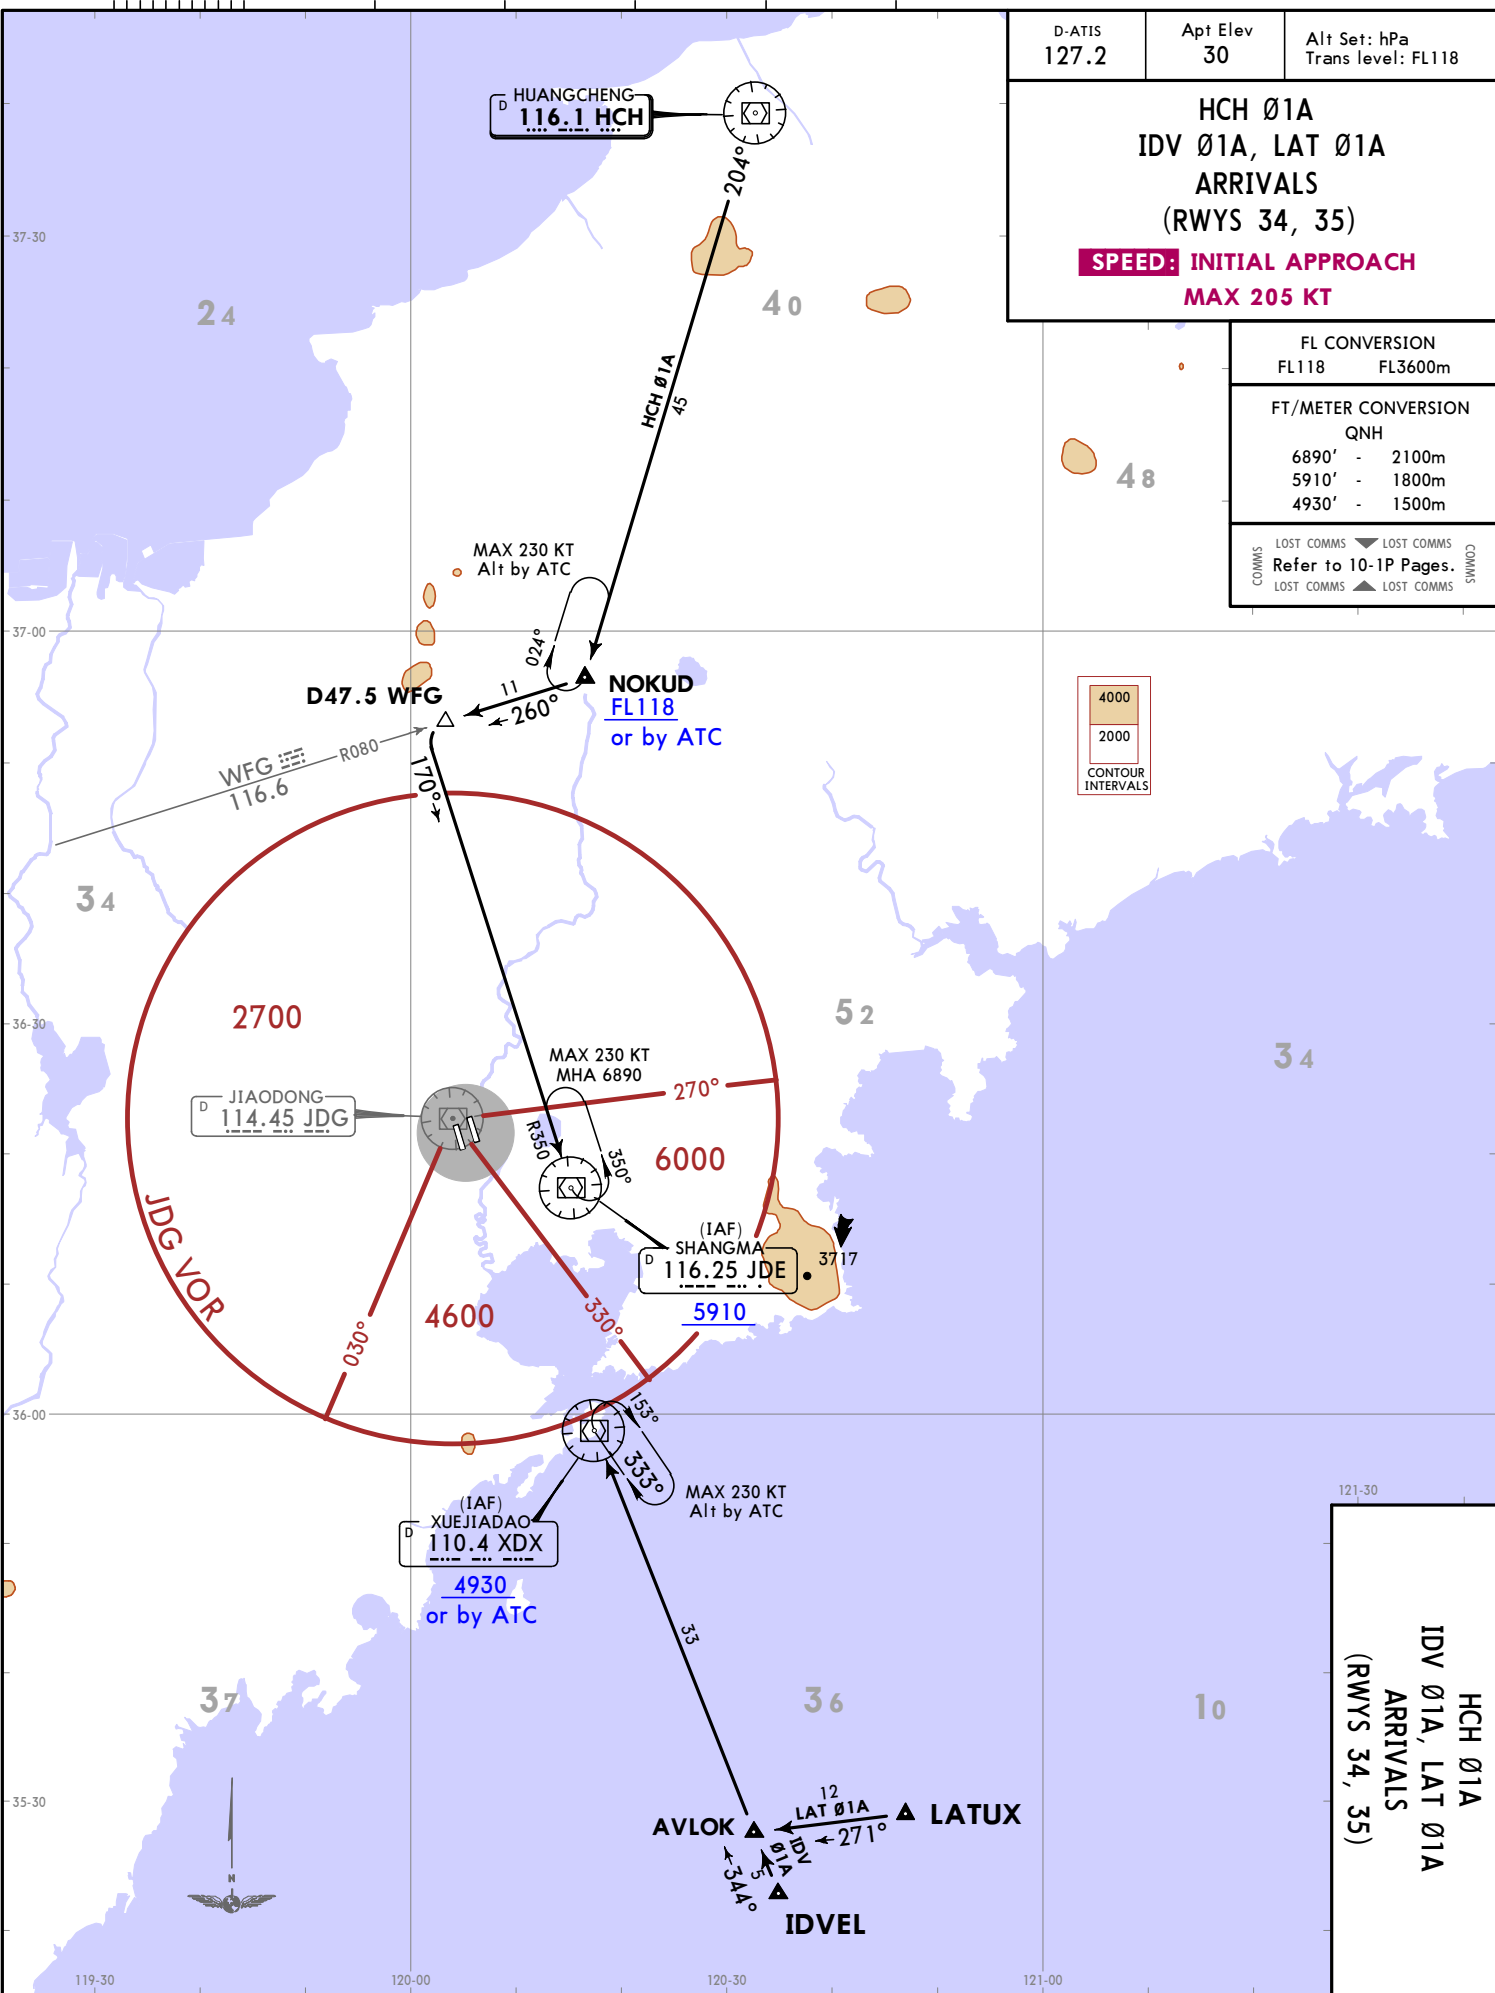 D-ATIS
127.2
Apt Elev
30
Alt Set: hPa
Trans level: FL118
HCH Ø1A
IDV Ø1A, LAT Ø1A
ARRIVALS
(RWYS 34, 35)
SPEED: INITIAL APPROACH
MAX 205 KT
FL CONVERSION
FL118 FL3600m
FT/METER CONVERSION
QNH
6890' - 2100m
5910' - 1800m
4930' - 1500m
LOST COMMS LOST COMMS
COMMS Refer to 10-1P Pages. COMMS
LOST COMMS LOST COMMS
HUANGCHENG
D 116.1 HCH
204°
37-30
24
40
HCH Ø1A
45
48
MAX 230 KT
Alt by ATC
024°
37-00
D47.5 WFG
11
260°
NOKUD
FL118
or by ATC
WFG
116.6
R080
170°
4000
2000
CONTOUR
INTERVALS
34
2700
52
36-30
34
MAX 230 KT
MHA 6890
270°
JIAODONG
D 114.45 JDG
R350
350°
6000
JDG VOR
(IAF)
SHANGMA
D 116.25 JDE
5910
3717
4600
330°
030°
36-00
153°
333°
MAX 230 KT
Alt by ATC
121-30
(IAF)
XUEJIADAO
D 110.4 XDX
4930
or by ATC
33
37
36
10
35-30
AVLOK
12
LAT Ø1A
271°
LATUX
IDV
Ø1A
5
344°
IDVEL
N
HCH Ø1A
IDV Ø1A, LAT Ø1A
ARRIVALS
(RWYS 34, 35)
119-30
120-00
120-30
121-00